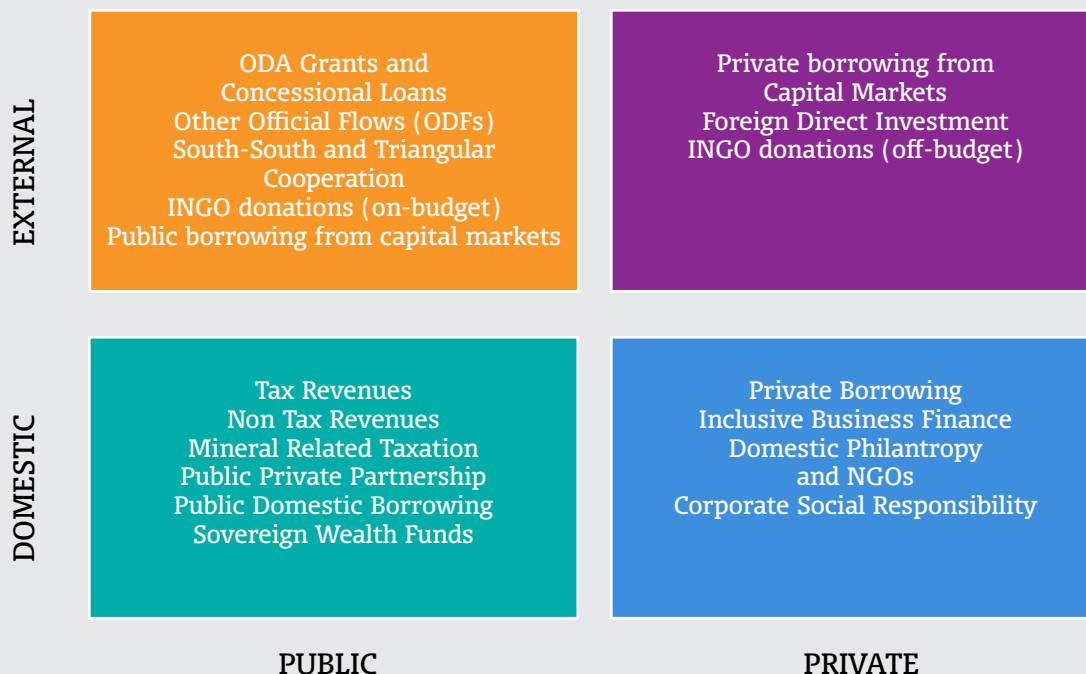 EXTERNAL
ODA Grants and
Concessional Loans
Other Official Flows (ODFs)
South-South and Triangular
Cooperation
INGO donations (on-budget)
Public borrowing from capital markets
Private borrowing from
Capital Markets
Foreign Direct Investment
INGO donations (off-budget)
DOMESTIC
Tax Revenues
Non Tax Revenues
Mineral Related Taxation
Public Private Partnership
Public Domestic Borrowing
Sovereign Wealth Funds
Private Borrowing
Inclusive Business Finance
Domestic Philantropy
and NGOs
Corporate Social Responsibility
PUBLIC
PRIVATE